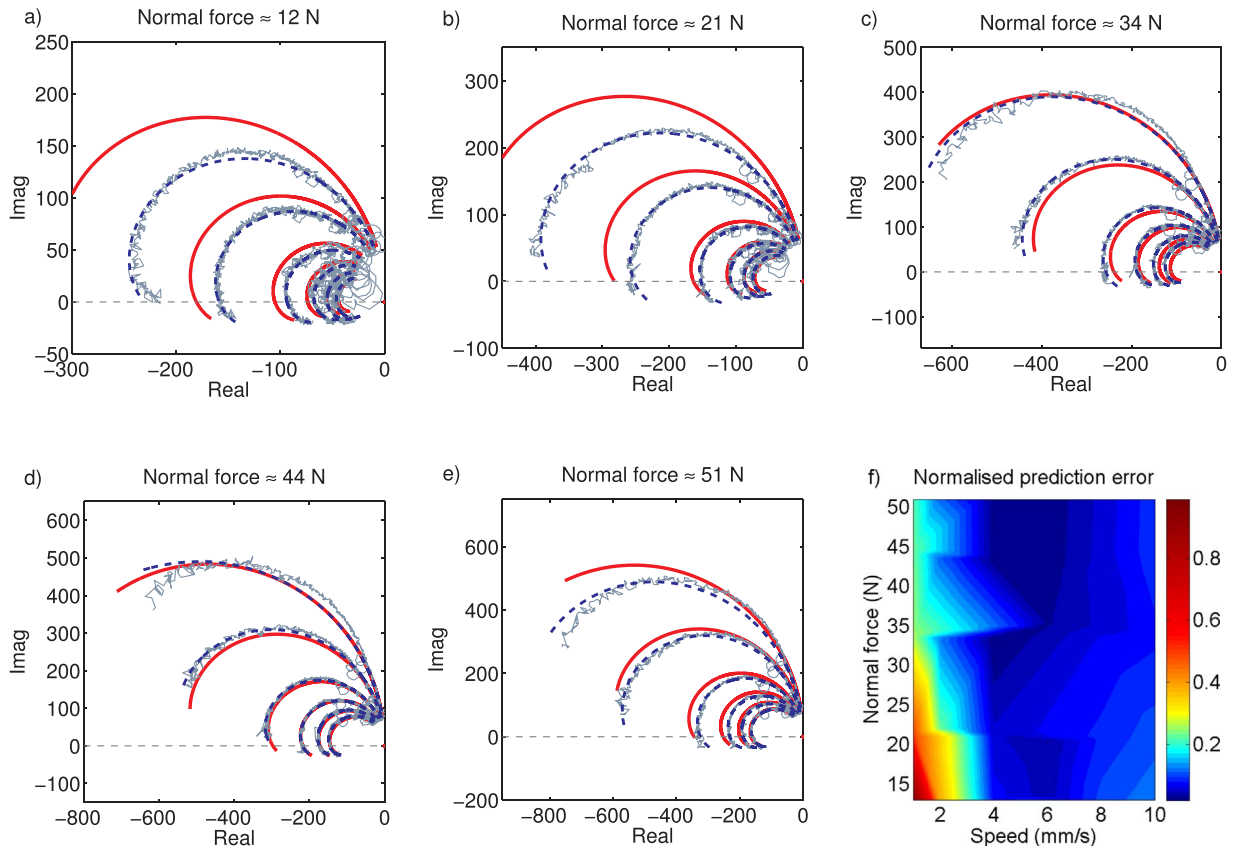 a) Normal force ≈ 12 N
250
200
150
100
50
0
−50
Imag
−300 −200 −100 0
Real
b) Normal force ≈ 21 N
300
200
100
0
−100
Imag
−400 −300 −200 −100 0
Real
c) Normal force ≈ 34 N
500
400
300
200
100
0
−100
Imag
−600 −400 −200 0
Real
d) Normal force ≈ 44 N
600
500
400
300
200
100
0
−100
Imag
−800 −600 −400 −200 0
Real
e) Normal force ≈ 51 N
600
400
200
0
−200
Imag
−800 −600 −400 −200 0
Real
f) Normalised prediction error
50
45
40
35
30
25
20
15
Normal force (N)
2 4 6 8 10
Speed (mm/s)
0.8
0.6
0.4
0.2